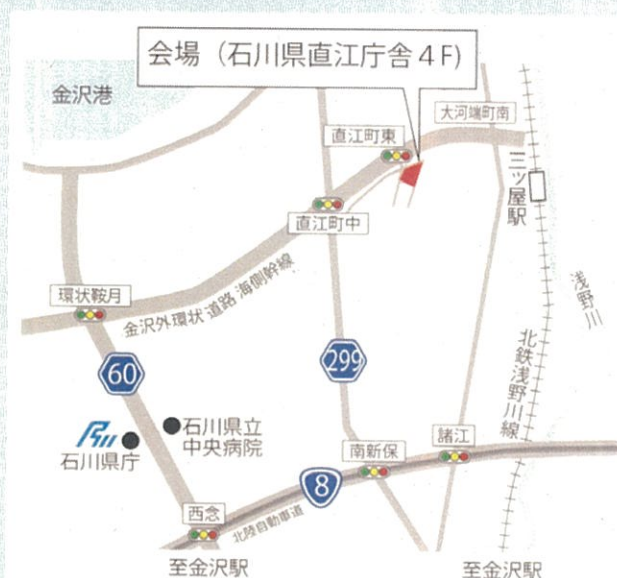 会場（石川県直江庁舎４F)
金沢港
大河端町南
直江町東
三ツ屋駅
直江町中
環状鞍月
金沢外環状道路 海側幹線
浅野川
60
299
北鉄浅野川線
石川県立
中央病院
石川県庁
南新保
諸江
8
西念
北陸自動車道
至金沢駅
至金沢駅